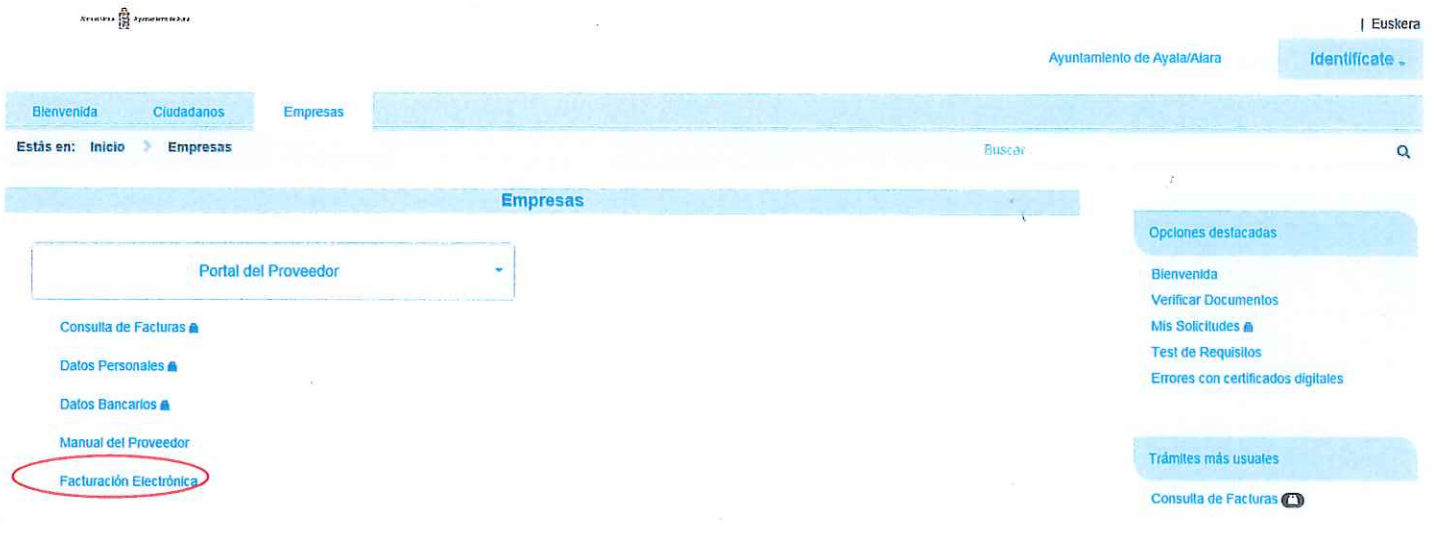 | Euskera
Ayuntamiento de Ayala/Aiara
Identifícate
Bienvenida Ciudadanos Empresas
Estás en: Inicio Empresas
Buscar
Empresas
Portal del Proveedor
Consulta de Facturas
Datos Personales
Datos Bancarios
Manual del Proveedor
Facturación Electrónica
Opciones destacadas
Bienvenida
Verificar Documentos
Mis Solicitudes
Test de Requisitos
Errores con certificados digitales
Trámites más usuales
Consulta de Facturas